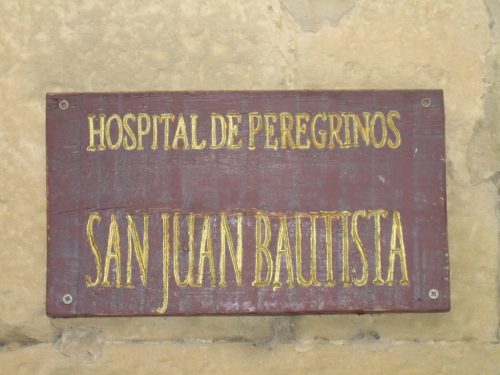 HOSPITAL DE PEREGRINOS
SAN JUAN BAUTISTA